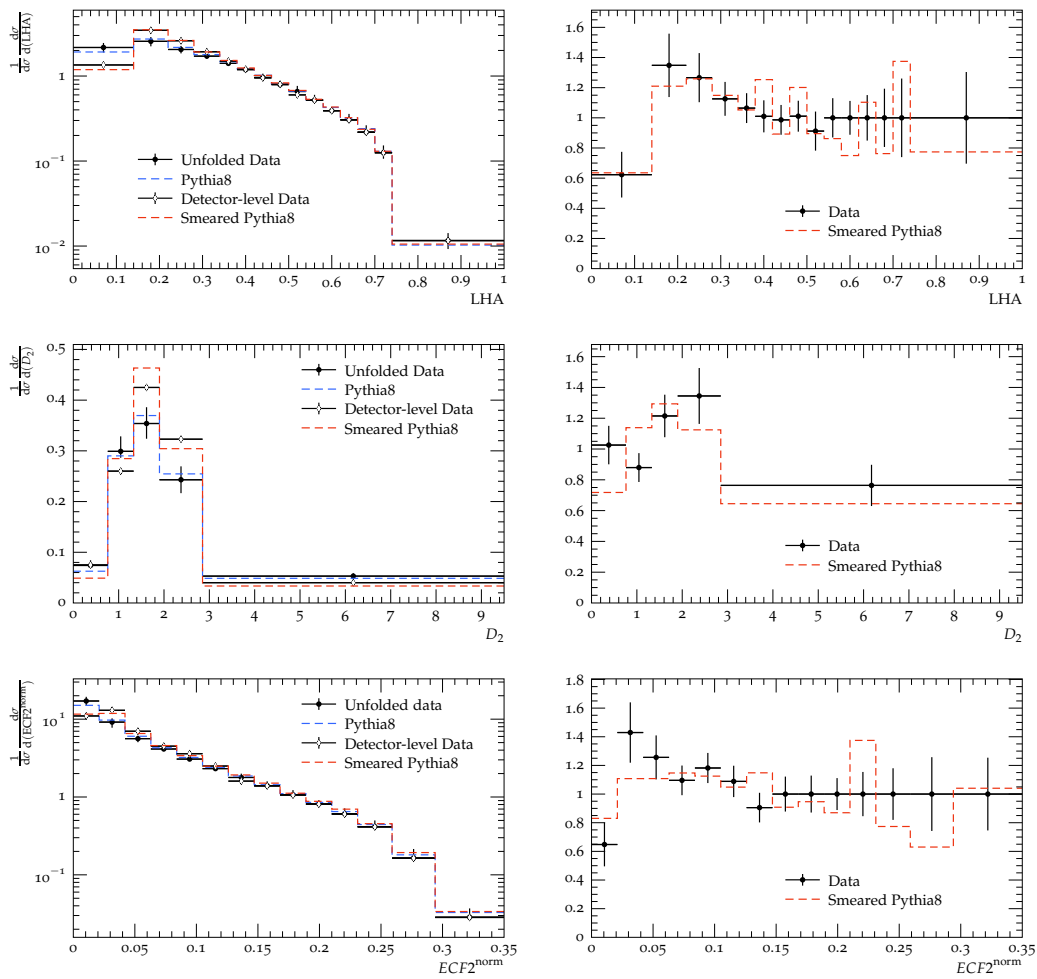 1/dσ dσ/d(LHA)
1
10⁻¹
10⁻²
Unfolded Data
Pythia8
Detector-level Data
Smeared Pythia8
0 0.1 0.2 0.3 0.4 0.5 0.6 0.7 0.8 0.9 1
LHA
1.6
1.4
1.2
1
0.8
0.6
0.4
0.2
0
Data
Smeared Pythia8
0 0.1 0.2 0.3 0.4 0.5 0.6 0.7 0.8 0.9 1
LHA
1/dσ dσ/d(D₂)
0.5
0.4
0.3
0.2
0.1
0
Unfolded Data
Pythia8
Detector-level Data
Smeared Pythia8
0 1 2 3 4 5 6 7 8 9
D₂
1.6
1.4
1.2
1
0.8
0.6
0.4
0.2
0
Data
Smeared Pythia8
0 1 2 3 4 5 6 7 8 9
D₂
1/dσ dσ/d(ECF2ⁿᵒʳᵐ)
10¹
1
10⁻¹
Unfolded data
Pythia8
Detector-level Data
Smeared Pythia8
0 0.05 0.1 0.15 0.2 0.25 0.3 0.35
ECF2ⁿᵒʳᵐ
1.8
1.6
1.4
1.2
1
0.8
0.6
0.4
0.2
0
Data
Smeared Pythia8
0 0.05 0.1 0.15 0.2 0.25 0.3 0.35
ECF2ⁿᵒʳᵐ